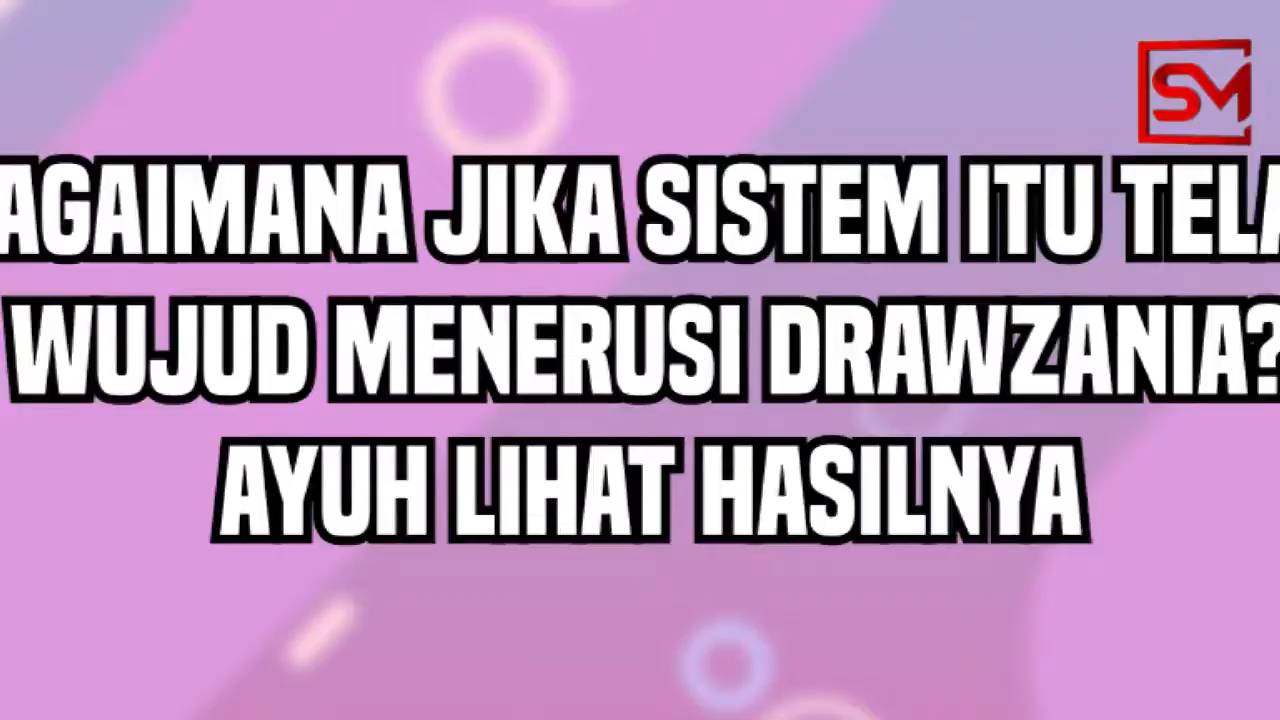 SM
AGAIMANA JIKA SISTEM ITU TELA
WUJUD MENERUSI DRAWZANIA?
AYUH LIHAT HASILNYA